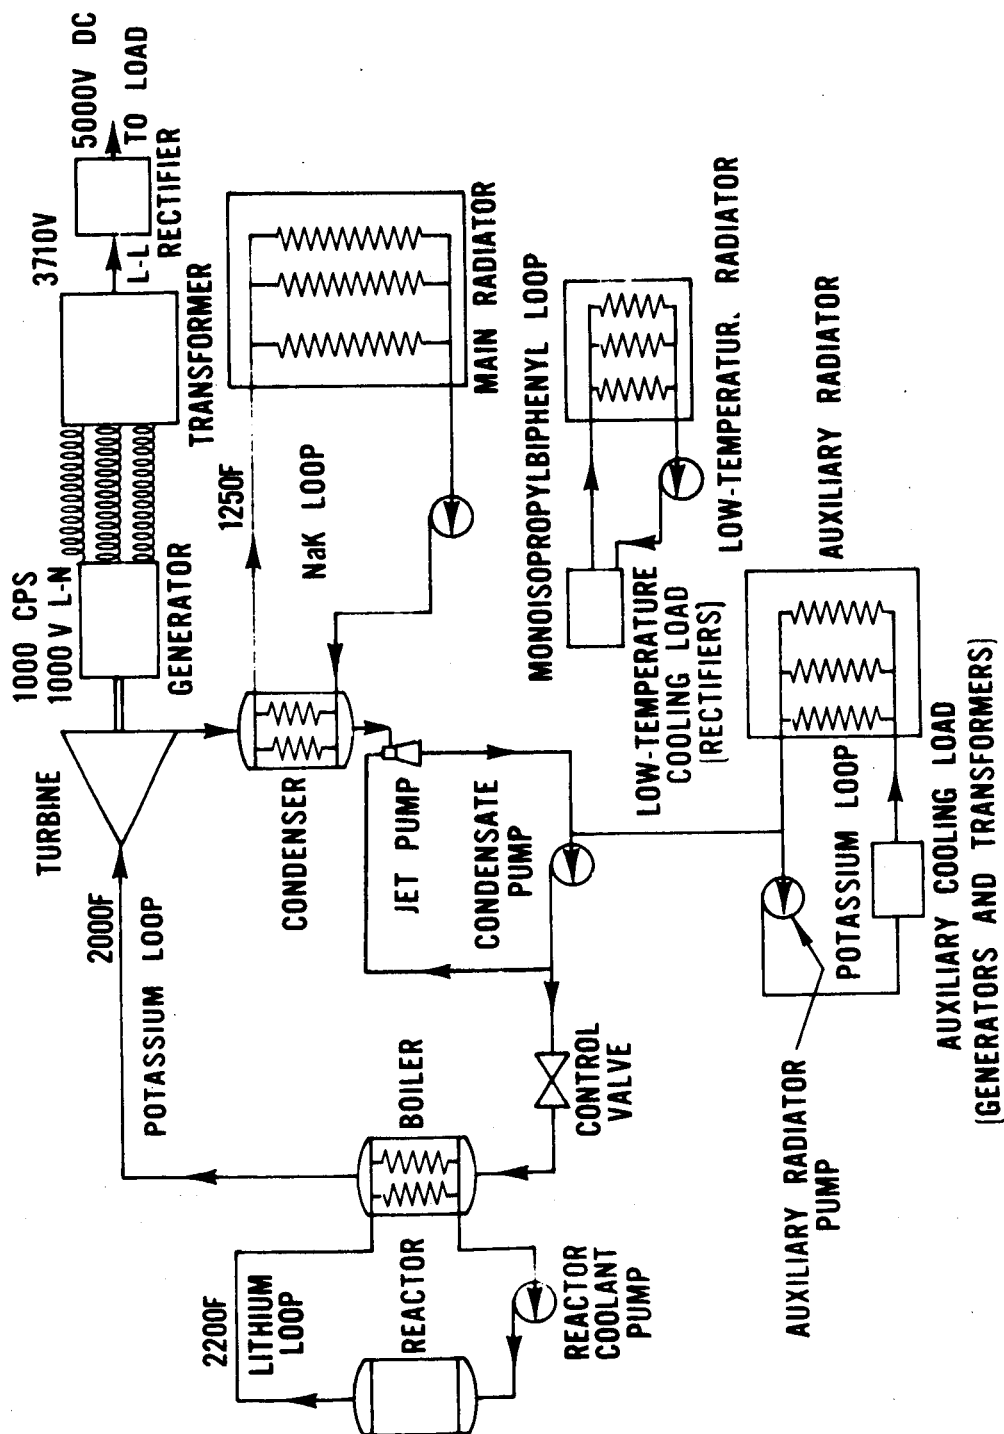 2200F
LITHIUM
LOOP
REACTOR
REACTOR
COOLANT
PUMP
BOILER
POTASSIUM LOOP
2000F
TURBINE
CONTROL
VALVE
CONDENSER
JET PUMP
CONDENSATE
PUMP
1000 CPS
1000 V L-N
GENERATOR
TRANSFORMER
3710V
L-L
RECTIFIER
5000V DC
TO LOAD
1250F
NaK LOOP
MAIN RADIATOR
MONOISOPROPYLBIPHENYL LOOP
LOW-TEMPERATURE
COOLING LOAD
(RECTIFIERS)
LOW-TEMPERATUR. RADIATOR
AUXILIARY RADIATOR
POTASSIUM LOOP
AUXILIARY RADIATOR
PUMP
AUXILIARY COOLING LOAD
(GENERATORS AND TRANSFORMERS)